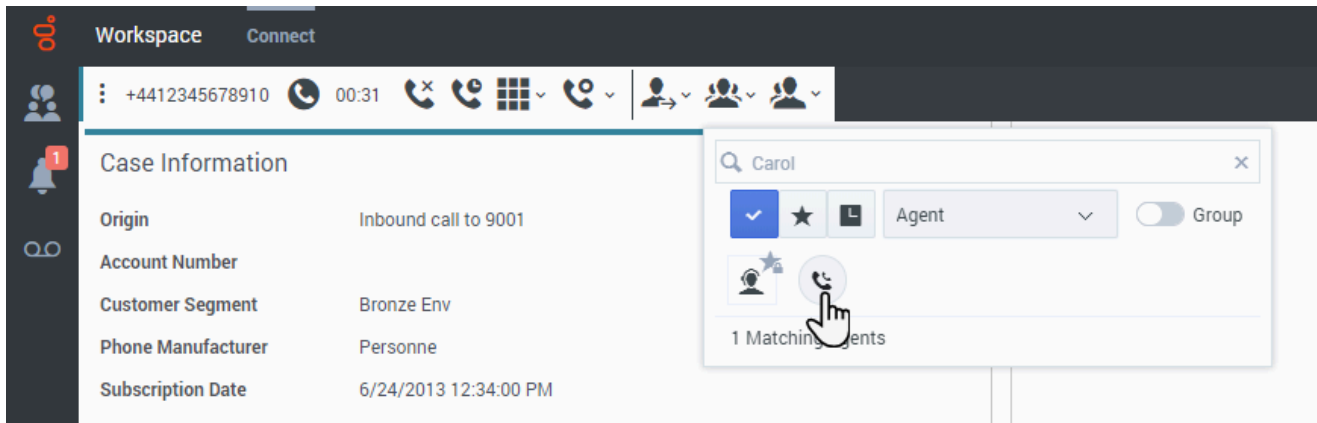 Workspace Connect
+4412345678910 00:31
1
Case Information
Origin Inbound call to 9001
Account Number
Customer Segment Bronze Env
Phone Manufacturer Personne
Subscription Date 6/24/2013 12:34:00 PM
Carol
Agent Group
1 Matching